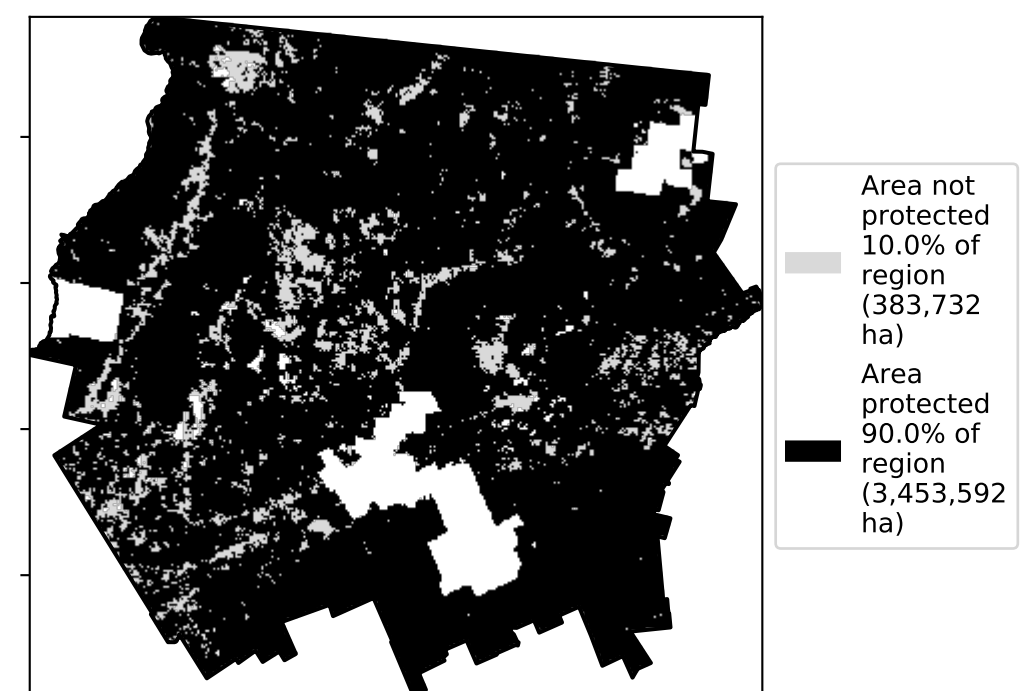 Area not
protected
10.0% of
region
(383,732
ha)
Area
protected
90.0% of
region
(3,453,592
ha)